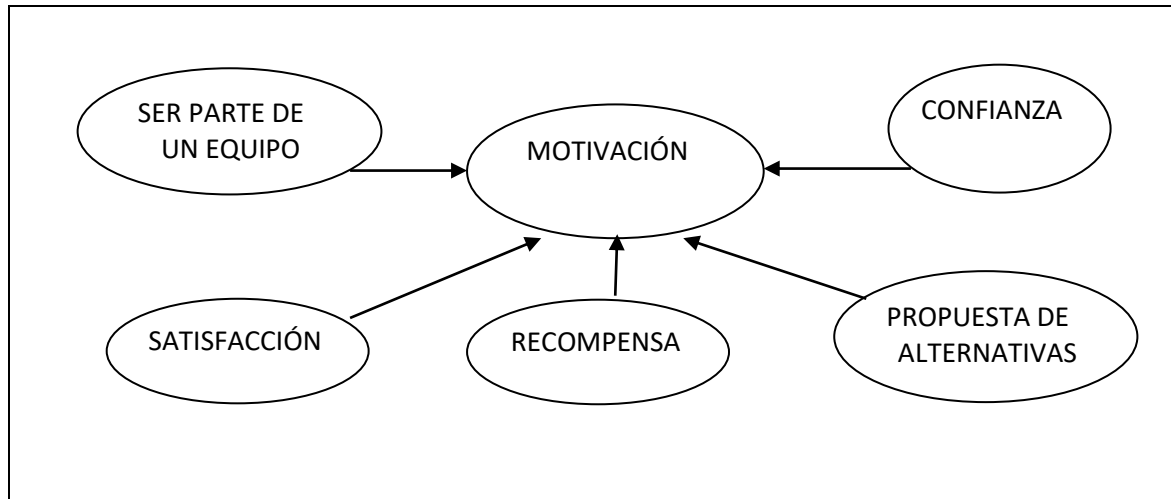 SER PARTE DE
UN EQUIPO
MOTIVACIÓN
CONFIANZA
SATISFACCIÓN
RECOMPENSA
PROPUESTA DE
ALTERNATIVAS